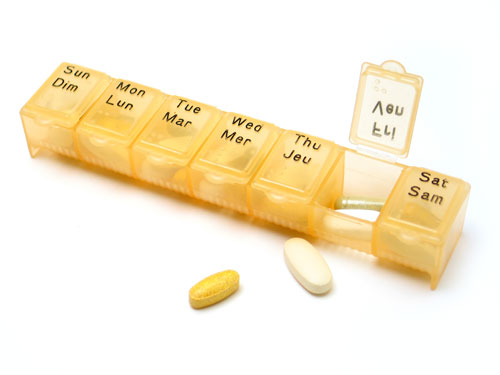 Sun
Dim
Mon
Lun
Tue
Mar
Wed
Mer
Thu
Jeu
Fri
Ven
Sat
Sam